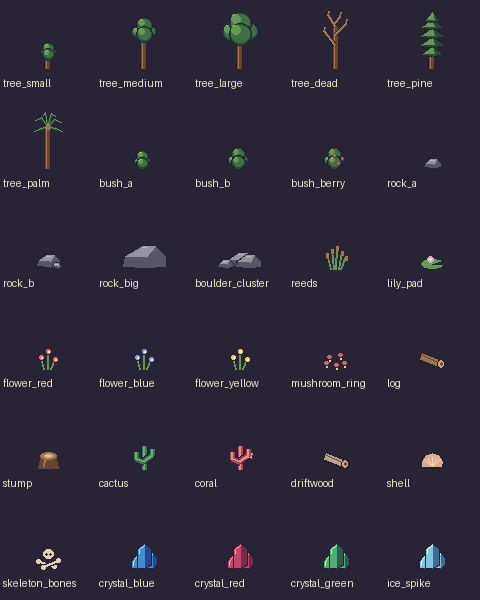 tree_small tree_medium tree_large tree_dead tree_pine
tree_palm bush_a bush_b bush_berry rock_a
rock_b rock_big boulder_cluster reeds lily_pad
flower_red flower_blue flower_yellow mushroom_ring log
stump cactus coral driftwood shell
skeleton_bones crystal_blue crystal_red crystal_green ice_spike